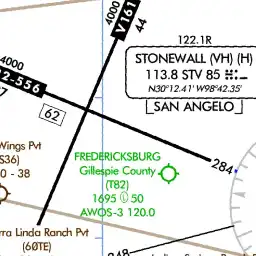 4000
V161
44
122.1R
4000
STONEWALL (VH) (H)
113.8 STV 85
N30°12.41' W98°42.35'
2-556
62
SAN ANGELO
Wings Pvt
S36)
0 - 38
FREDERICKSBURG
Gillespie County
(T82)
1695 Ⓛ 50
AWOS-3 120.0
284
rra Linda Ranch Pvt
(60TE)
248